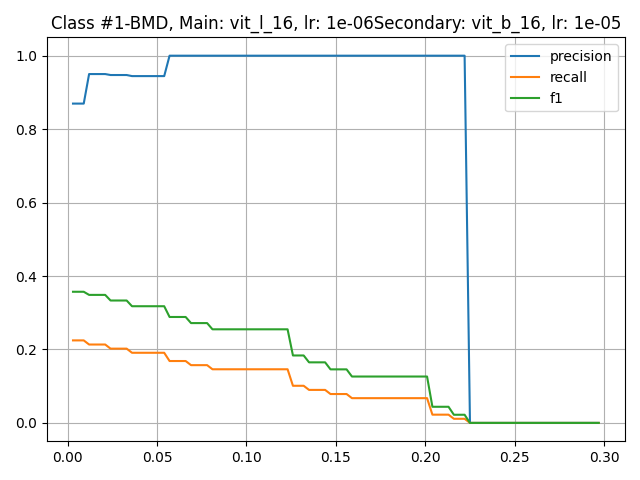 Class #1-BMD, Main: vit_l_16, lr: 1e-06Secondary: vit_b_16, lr: 1e-05
precision
recall
f1
1.0
0.8
0.6
0.4
0.2
0.0
0.00 0.05 0.10 0.15 0.20 0.25 0.30